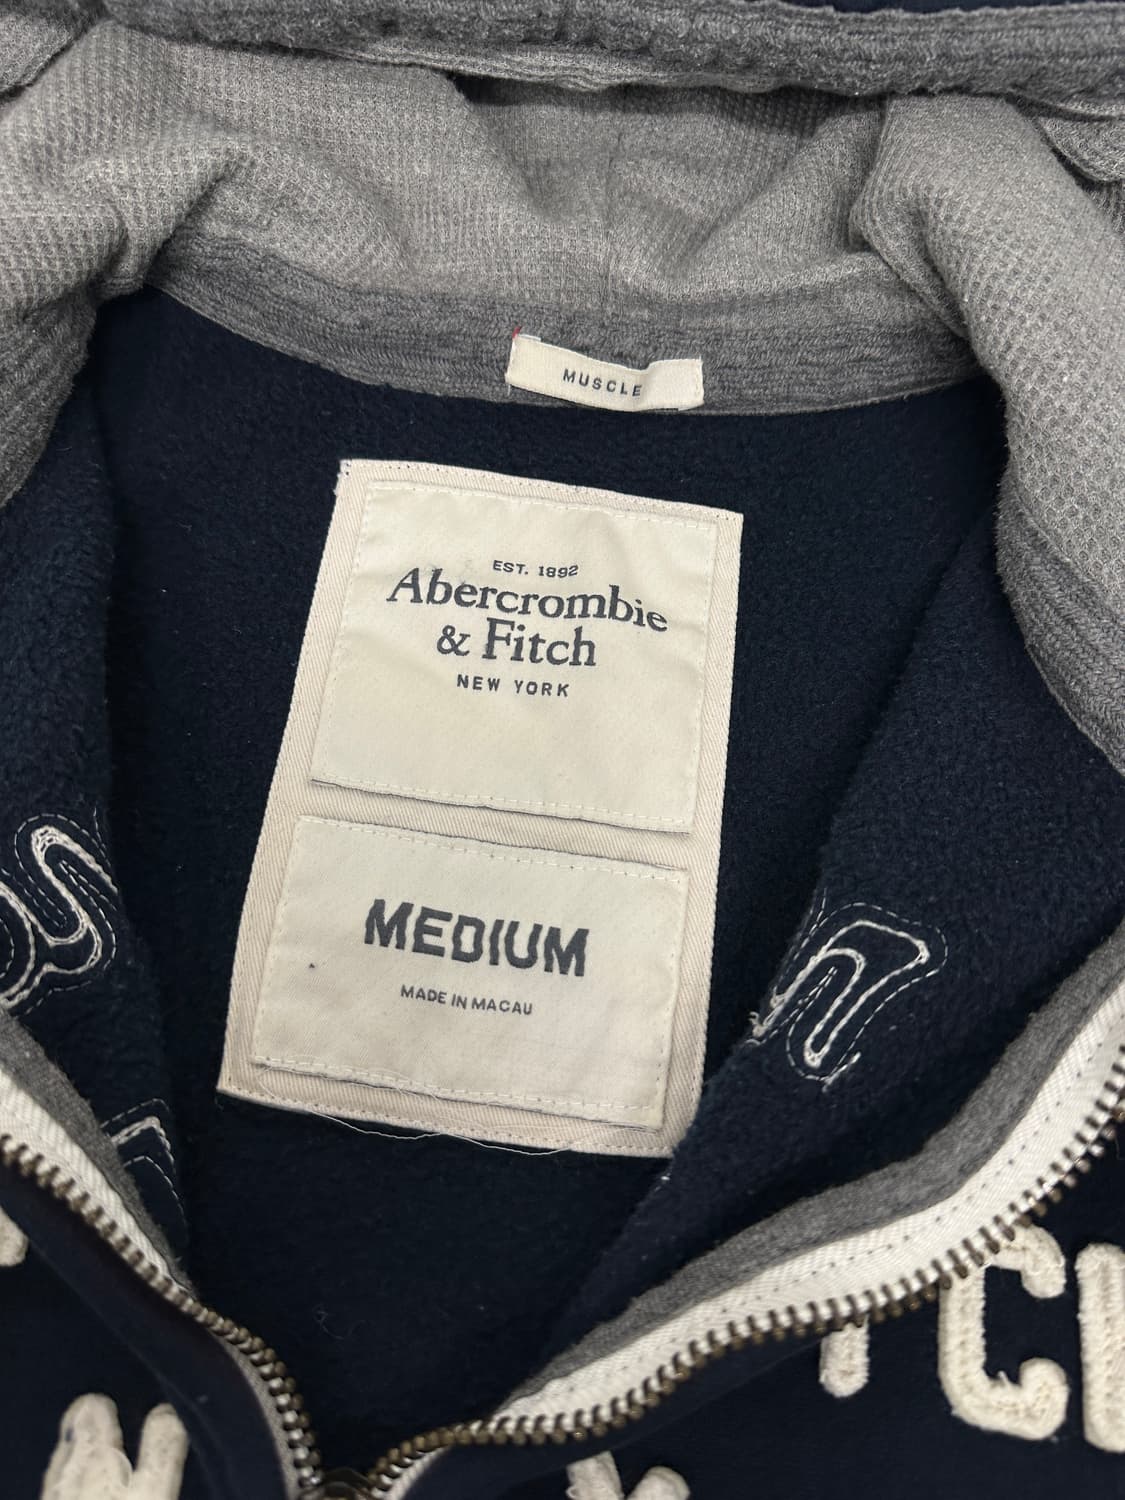 MUSCLE
EST. 1892
Abercrombie
& Fitch
NEW YORK
MEDIUM
MADE IN MACAU